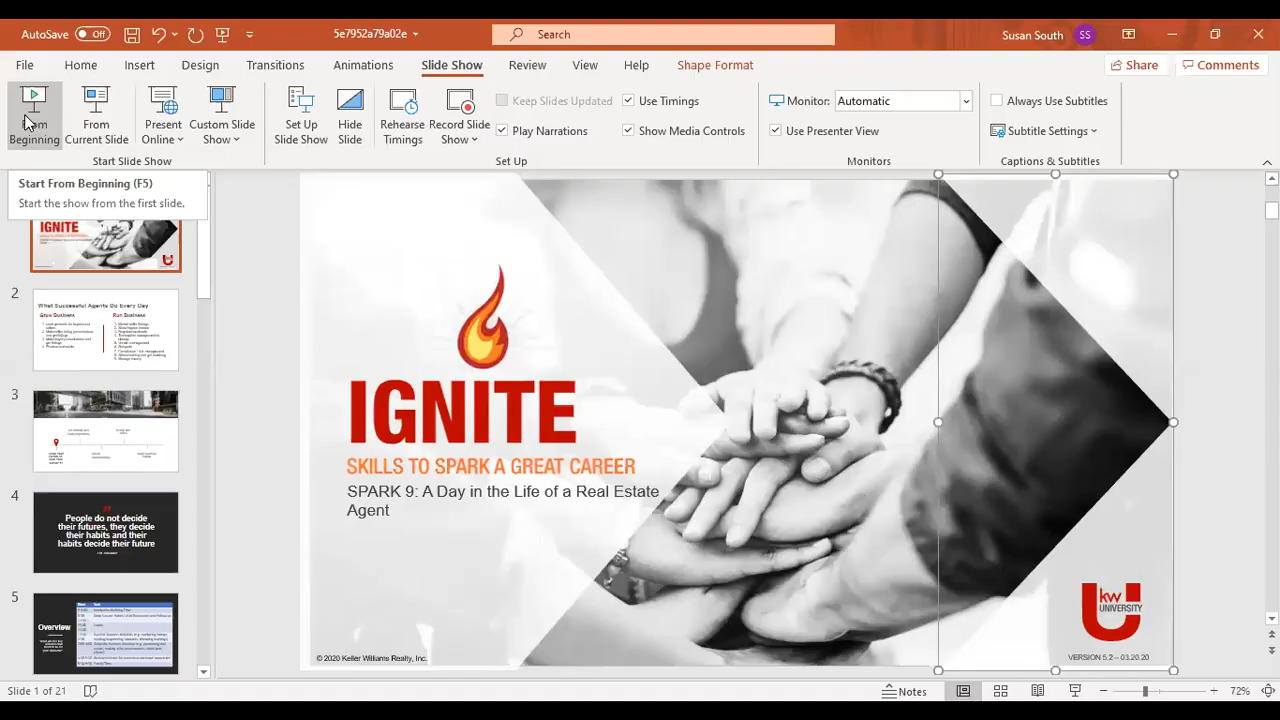 AutoSave Off
5e7952a79a02e
Search
Susan South SS
File Home Insert Design Transitions Animations Slide Show Review View Help Shape Format
Share Comments
From Beginning
From Current Slide
Present Online
Custom Slide Show
Start Slide Show
Set Up Slide Show
Hide Slide
Rehearse Timings
Record Slide Show
Keep Slides Updated
Play Narrations
Use Timings
Show Media Controls
Set Up
Monitor: Automatic
Use Presenter View
Monitors
Always Use Subtitles
Subtitle Settings
Captions & Subtitles
Start From Beginning (F5)
Start the show from the first slide.
IGNITE
2
What Successful Agents Do Every Day
Grow Business Run Business
3
4
People do not decide
their futures, they decide
their habits and their
habits decide their future
5
Overview
IGNITE
SKILLS TO SPARK A GREAT CAREER
SPARK 9: A Day in the Life of a Real Estate
Agent
kw
UNIVERSITY
© 2020 Keller Williams Realty, Inc.
VERSION 5.2 – 03.20.20
Slide 1 of 21
Notes
72%